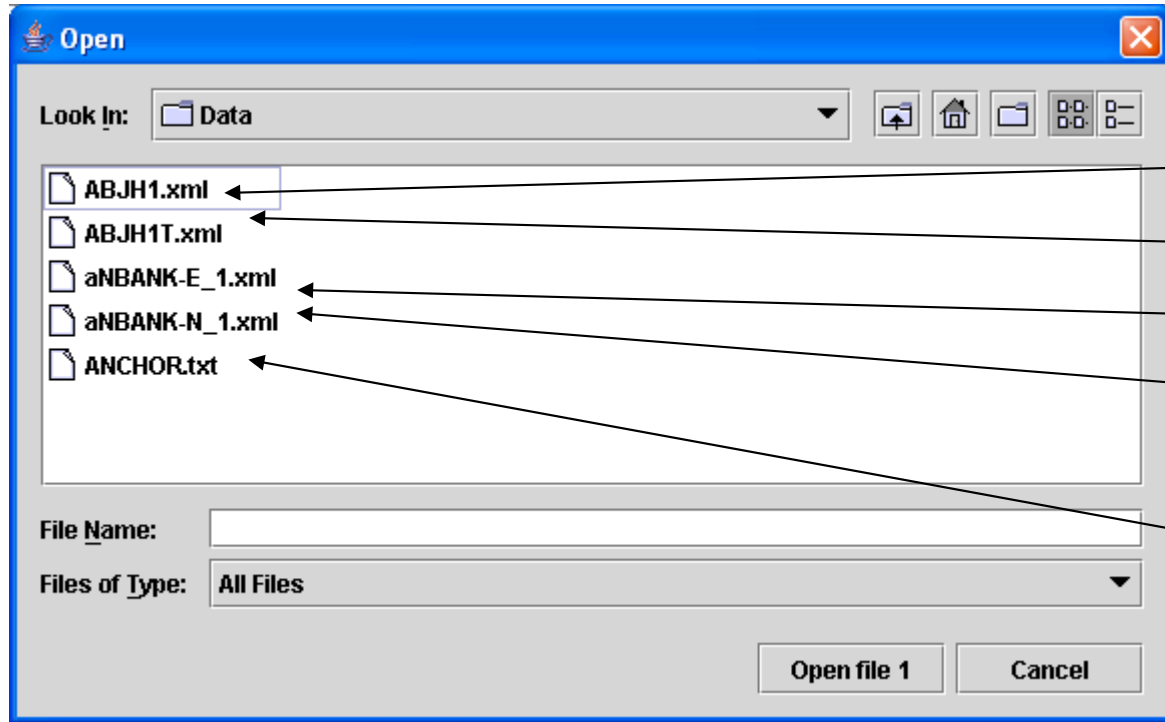 Open
Look In: Data
ABJH1.xml
ABJH1T.xml
aNBANK-E_1.xml
aNBANK-N_1.xml
ANCHOR.txt
File Name:
Files of Type: All Files
Open file 1 Cancel